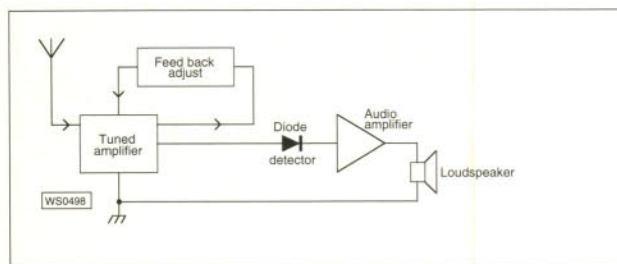 Feed back
adjust
Tuned
amplifier
Diode
detector
Audio
amplifier
Loudspeaker
WS0498